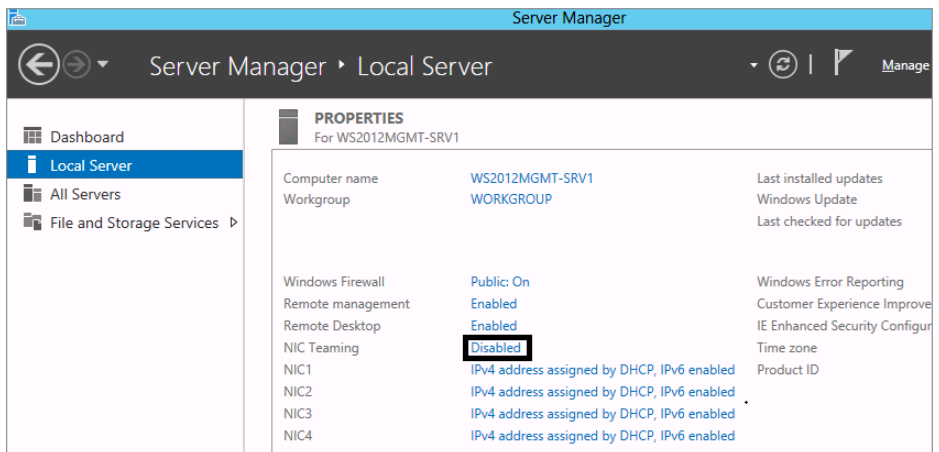 Server Manager
Server Manager • Local Server
Manage
Dashboard
Local Server
All Servers
File and Storage Services
PROPERTIES
For WS2012MGMT-SRV1
Computer name WS2012MGMT-SRV1 Last installed updates
Workgroup WORKGROUP Windows Update
Last checked for updates
Windows Firewall Public: On Windows Error Reporting
Remote management Enabled Customer Experience Improve
Remote Desktop Enabled IE Enhanced Security Configur
NIC Teaming Disabled Time zone
NIC1 IPv4 address assigned by DHCP, IPv6 enabled Product ID
NIC2 IPv4 address assigned by DHCP, IPv6 enabled
NIC3 IPv4 address assigned by DHCP, IPv6 enabled
NIC4 IPv4 address assigned by DHCP, IPv6 enabled